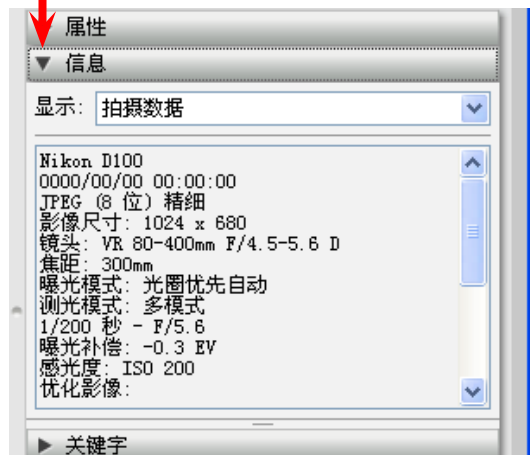 属性
信息
显示: 拍摄数据
Nikon D100
0000/00/00 00:00:00
JPEG (8 位) 精细
影像尺寸: 1024 x 680
镜头: VR 80-400mm F/4.5-5.6 D
焦距: 300mm
曝光模式: 光圈优先自动
测光模式: 多模式
1/200 秒 - F/5.6
曝光补偿: -0.3 EV
感光度: ISO 200
优化影像:
关键字